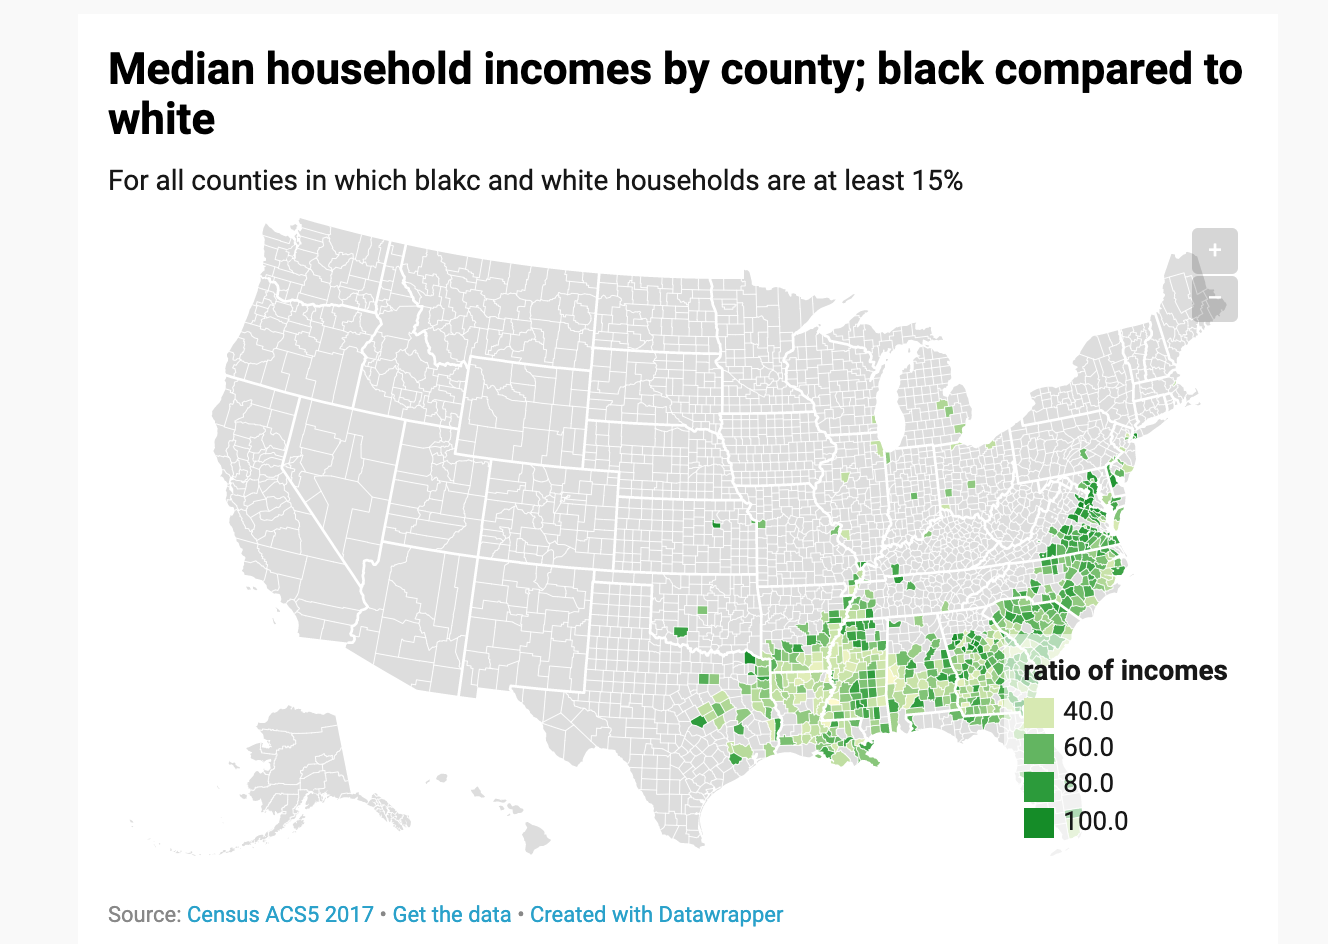 Median household incomes by county; black compared to
white
For all counties in which blakc and white households are at least 15%
+
−
ratio of incomes
40.0
60.0
80.0
100.0
Source: Census ACS5 2017 • Get the data • Created with Datawrapper